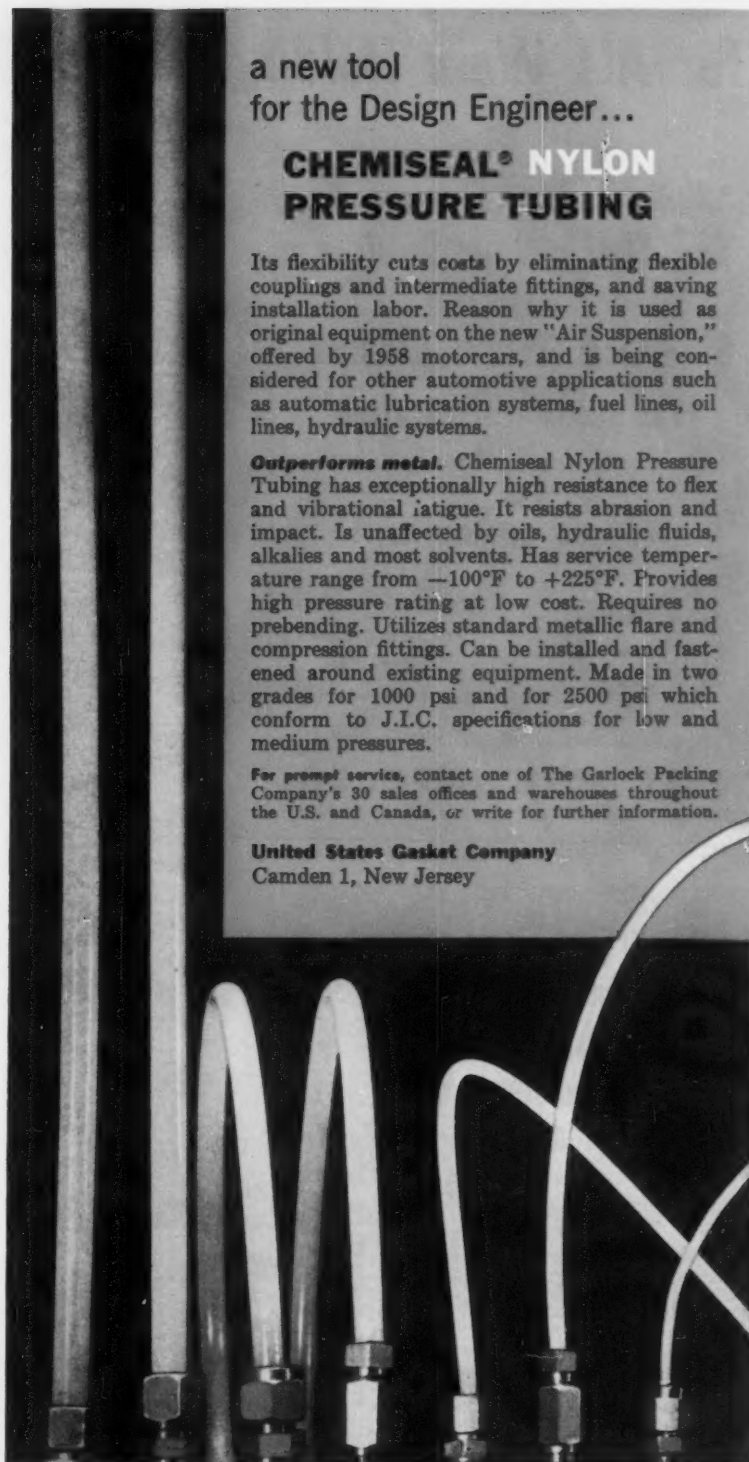 a new tool
for the Design Engineer...
CHEMISEAL® NYLON
PRESSURE TUBING
Its flexibility cuts costs by eliminating flexible
couplings and intermediate fittings, and saving
installation labor. Reason why it is used as
original equipment on the new "Air Suspension,"
offered by 1958 motorcars, and is being con-
sidered for other automotive applications such
as automatic lubrication systems, fuel lines, oil
lines, hydraulic systems.
Outperforms metal. Chemiseal Nylon Pressure
Tubing has exceptionally high resistance to flex
and vibrational fatigue. It resists abrasion and
impact. Is unaffected by oils, hydraulic fluids,
alkalies and most solvents. Has service temper-
ature range from —100°F to +225°F. Provides
high pressure rating at low cost. Requires no
prebending. Utilizes standard metallic flare and
compression fittings. Can be installed and fast-
ened around existing equipment. Made in two
grades for 1000 psi and for 2500 psi which
conform to J.I.C. specifications for low and
medium pressures.
For prompt service, contact one of The Garlock Packing
Company's 30 sales offices and warehouses throughout
the U.S. and Canada, or write for further information.
United States Gasket Company
Camden 1, New Jersey